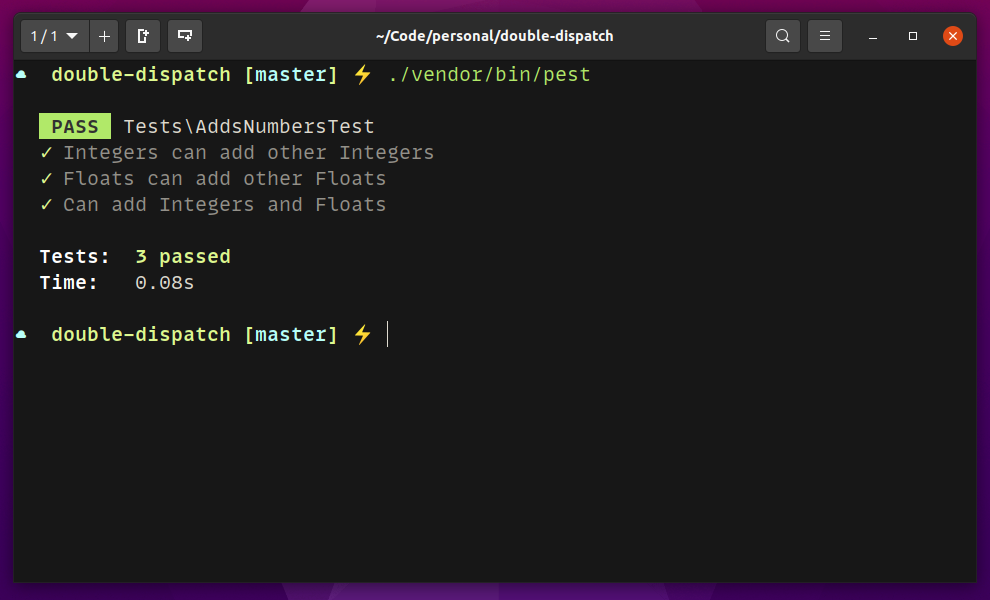 1/1
~/Code/personal/double-dispatch
double-dispatch [master] ⚡ ./vendor/bin/pest
PASS Tests\AddsNumbersTest
✓ Integers can add other Integers
✓ Floats can add other Floats
✓ Can add Integers and Floats
Tests: 3 passed
Time: 0.08s
double-dispatch [master] ⚡